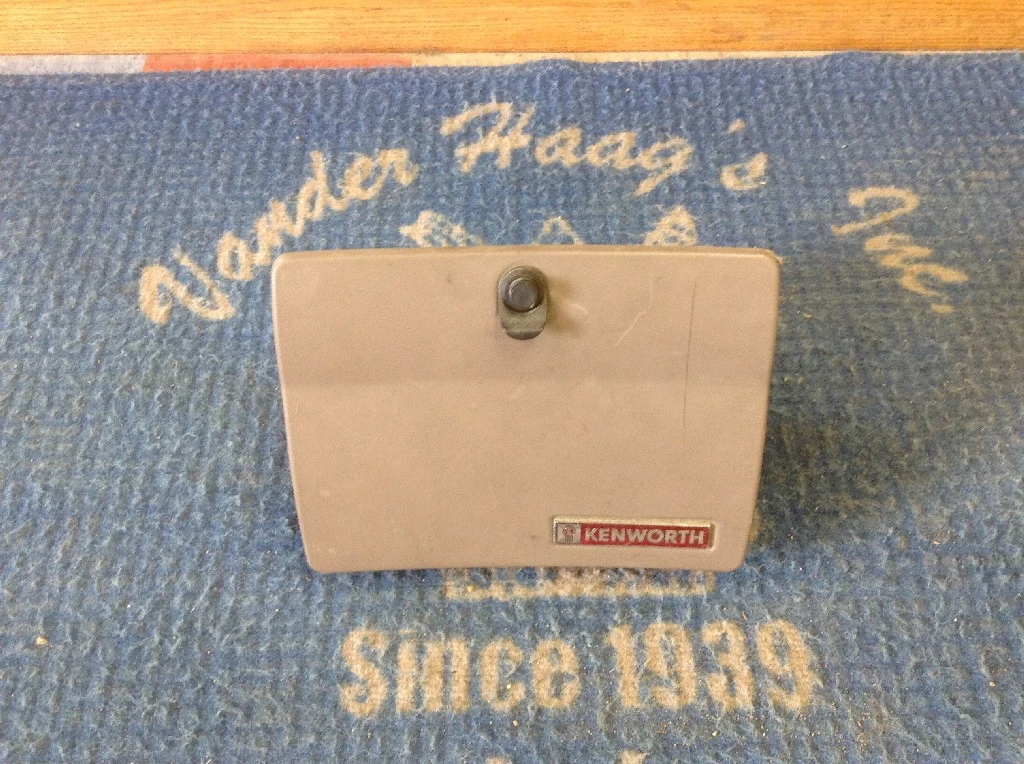 Vander Haag's Inc.
KENWORTH
Since 1939